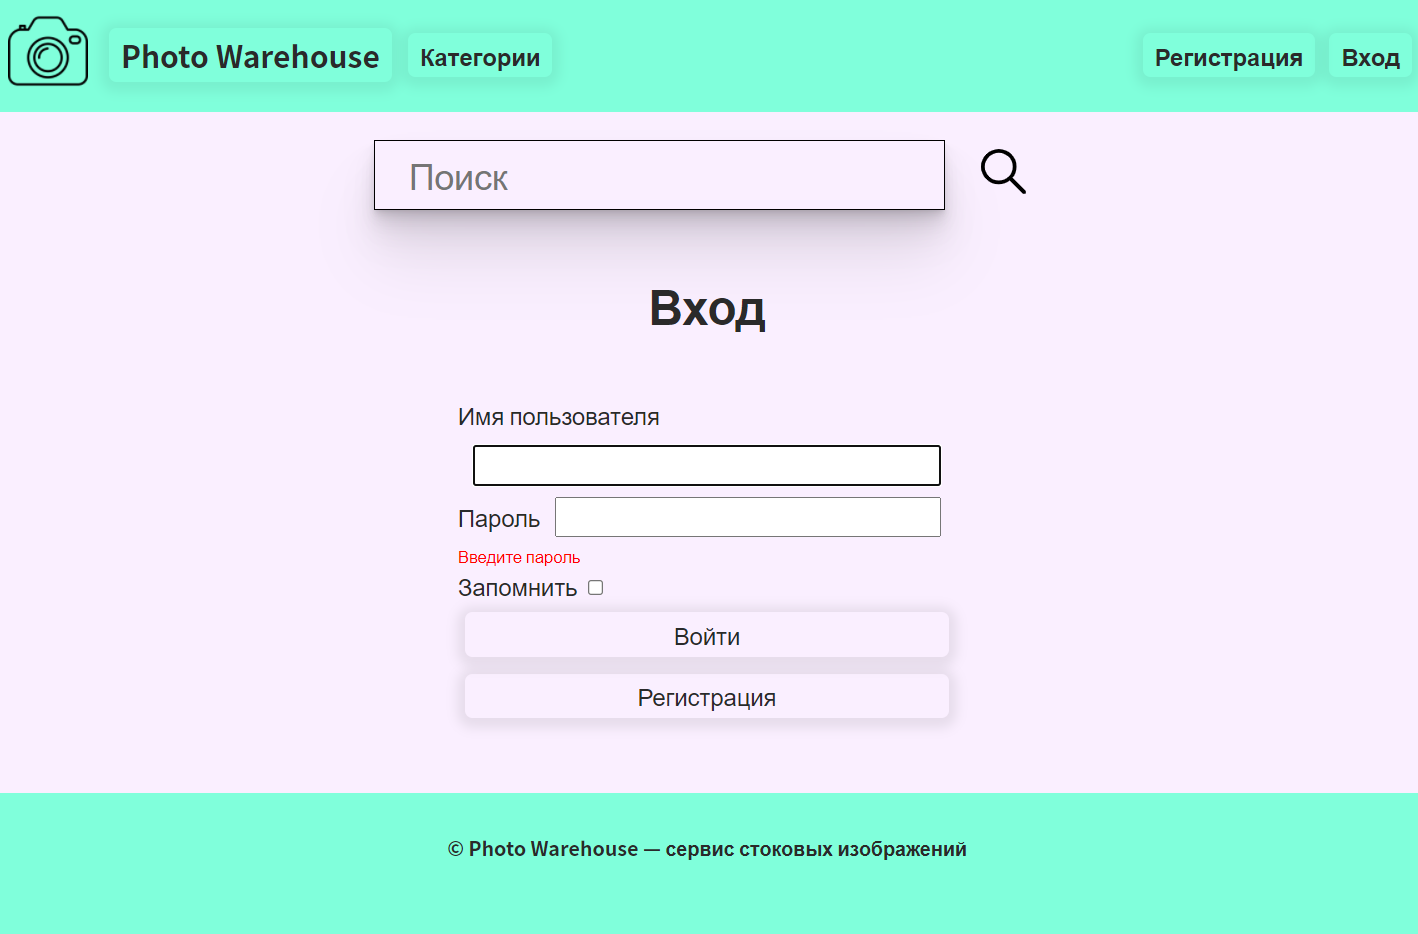 Photo Warehouse
Категории
Регистрация
Вход
Поиск
Вход
Имя пользователя
Пароль
Введите пароль
Запомнить
Войти
Регистрация
© Photo Warehouse — сервис стоковых изображений